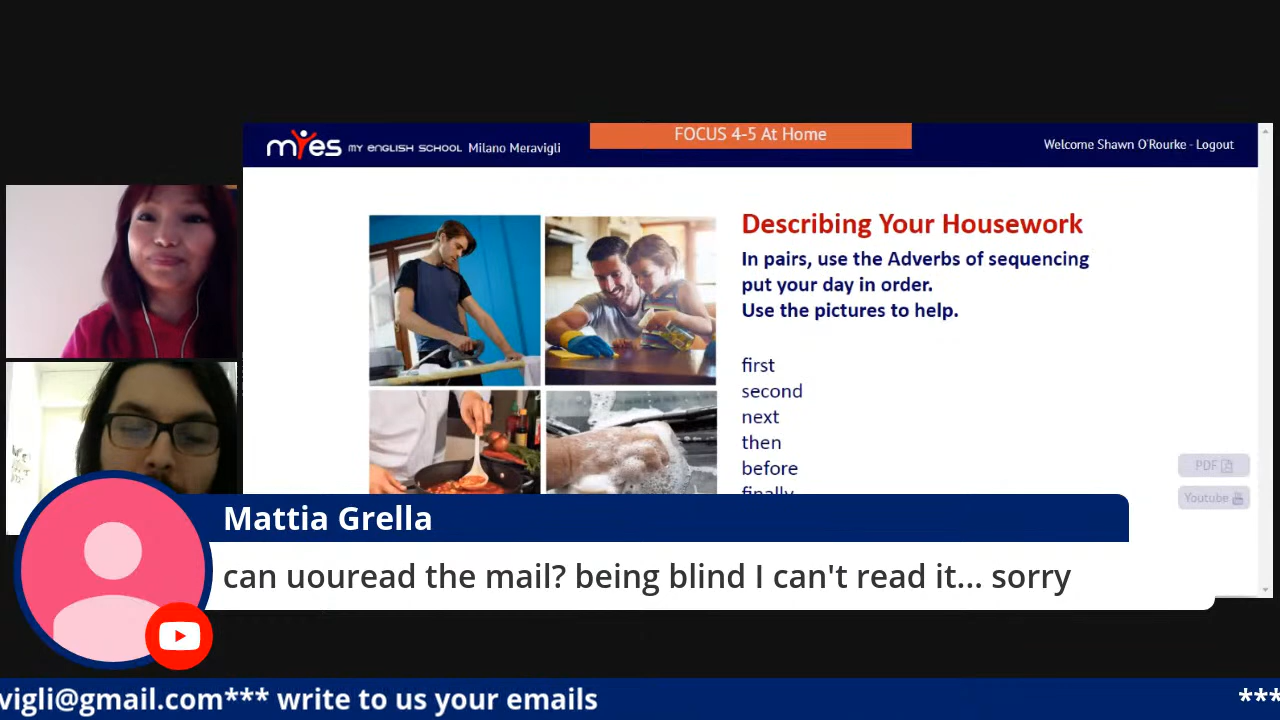 FOCUS 4-5 At Home
myes MY ENGLISH SCHOOL Milano Meravigli
Welcome Shawn O'Rourke - Logout
Describing Your Housework
In pairs, use the Adverbs of sequencing
put your day in order.
Use the pictures to help.
first
second
next
then
before
finally
PDF
Youtube
Mattia Grella
can uouread the mail? being blind I can't read it... sorry
vigli@gmail.com*** write to us your emails ***